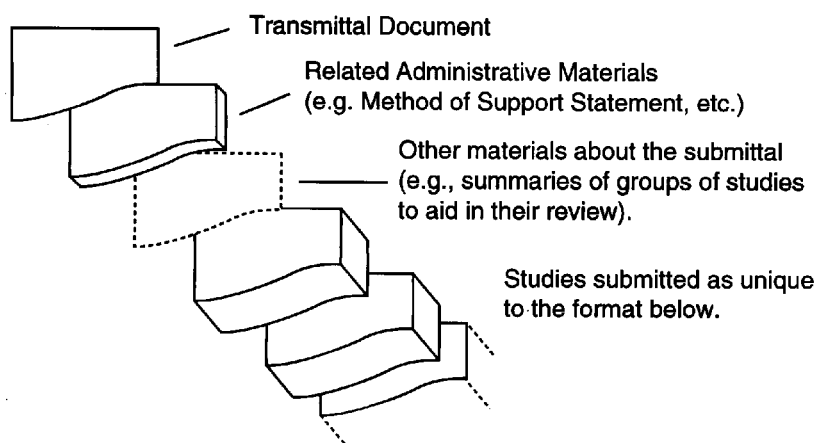 Transmittal Document
Related Administrative Materials
(e.g. Method of Support Statement, etc.)
Other materials about the submittal
(e.g., summaries of groups of studies
to aid in their review).
Studies submitted as unique
to the format below.